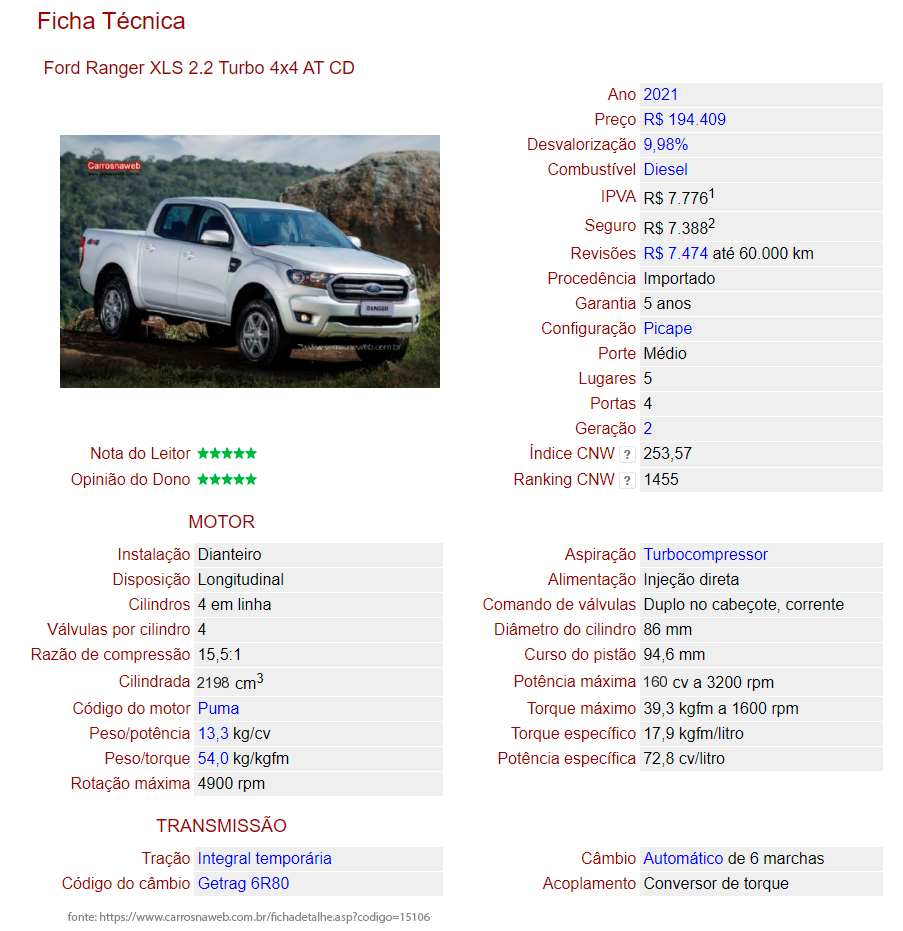 Ficha Técnica
Ford Ranger XLS 2.2 Turbo 4x4 AT CD
Carrosnaweb
4x4
RANGER
www.carrosnaweb.com.br
Ano 2021
Preço R$ 194.409
Desvalorização 9,98%
Combustível Diesel
IPVA R$ 7.776¹
Seguro R$ 7.388²
Revisões R$ 7.474 até 60.000 km
Procedência Importado
Garantia 5 anos
Configuração Picape
Porte Médio
Lugares 5
Portas 4
Geração 2
Nota do Leitor ★★★★★
Índice CNW ? 253,57
Opinião do Dono ★★★★★
Ranking CNW ? 1455
MOTOR
Instalação Dianteiro
Disposição Longitudinal
Cilindros 4 em linha
Válvulas por cilindro 4
Razão de compressão 15,5:1
Cilindrada 2198 cm³
Código do motor Puma
Peso/potência 13,3 kg/cv
Peso/torque 54,0 kg/kgfm
Rotação máxima 4900 rpm
Aspiração Turbocompressor
Alimentação Injeção direta
Comando de válvulas Duplo no cabeçote, corrente
Diâmetro do cilindro 86 mm
Curso do pistão 94,6 mm
Potência máxima 160 cv a 3200 rpm
Torque máximo 39,3 kgfm a 1600 rpm
Torque específico 17,9 kgfm/litro
Potência específica 72,8 cv/litro
TRANSMISSÃO
Tração Integral temporária
Código do câmbio Getrag 6R80
Câmbio Automático de 6 marchas
Acoplamento Conversor de torque
fonte: https://www.carrosnaweb.com.br/fichadetalhe.asp?codigo=15106